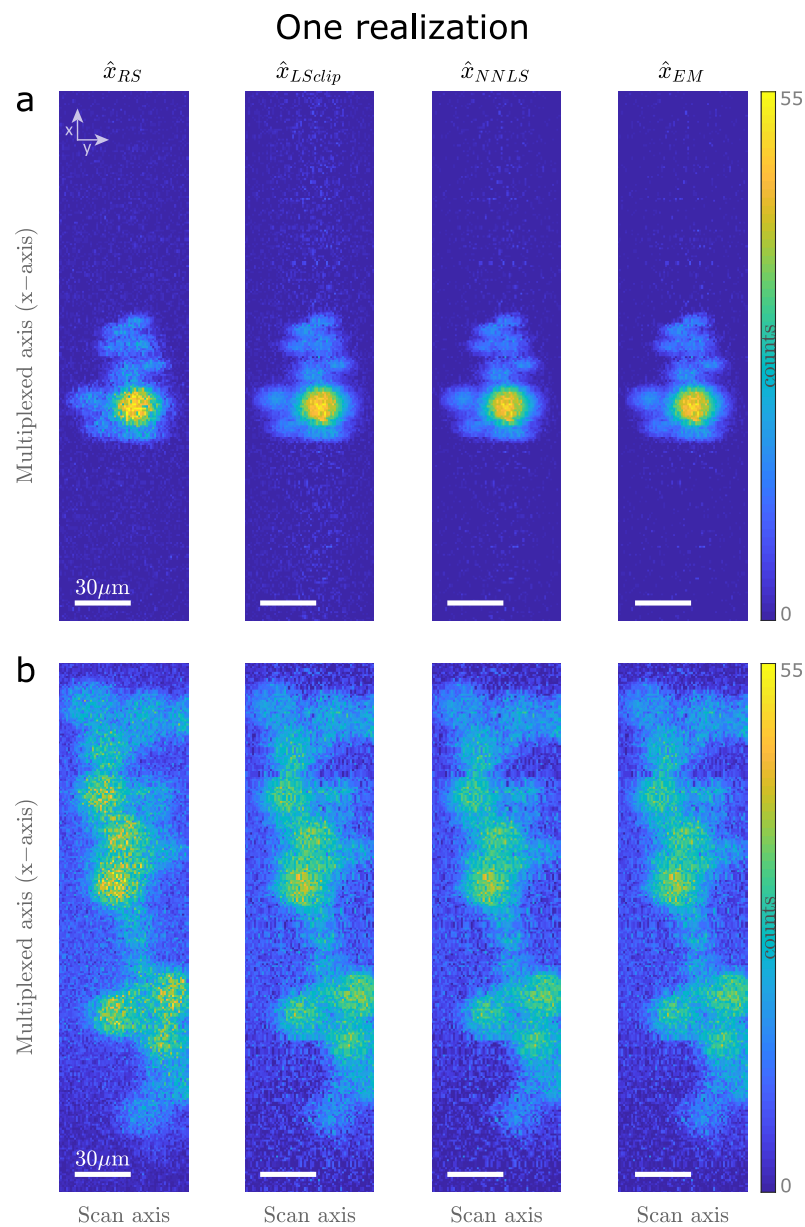 One realization
x̂_RS x̂_LSclip x̂_NNLS x̂_EM
a
x
y
Multiplexed axis (x−axis)
30μm
55
counts
0
b
Multiplexed axis (x−axis)
30μm
55
counts
0
Scan axis Scan axis Scan axis Scan axis